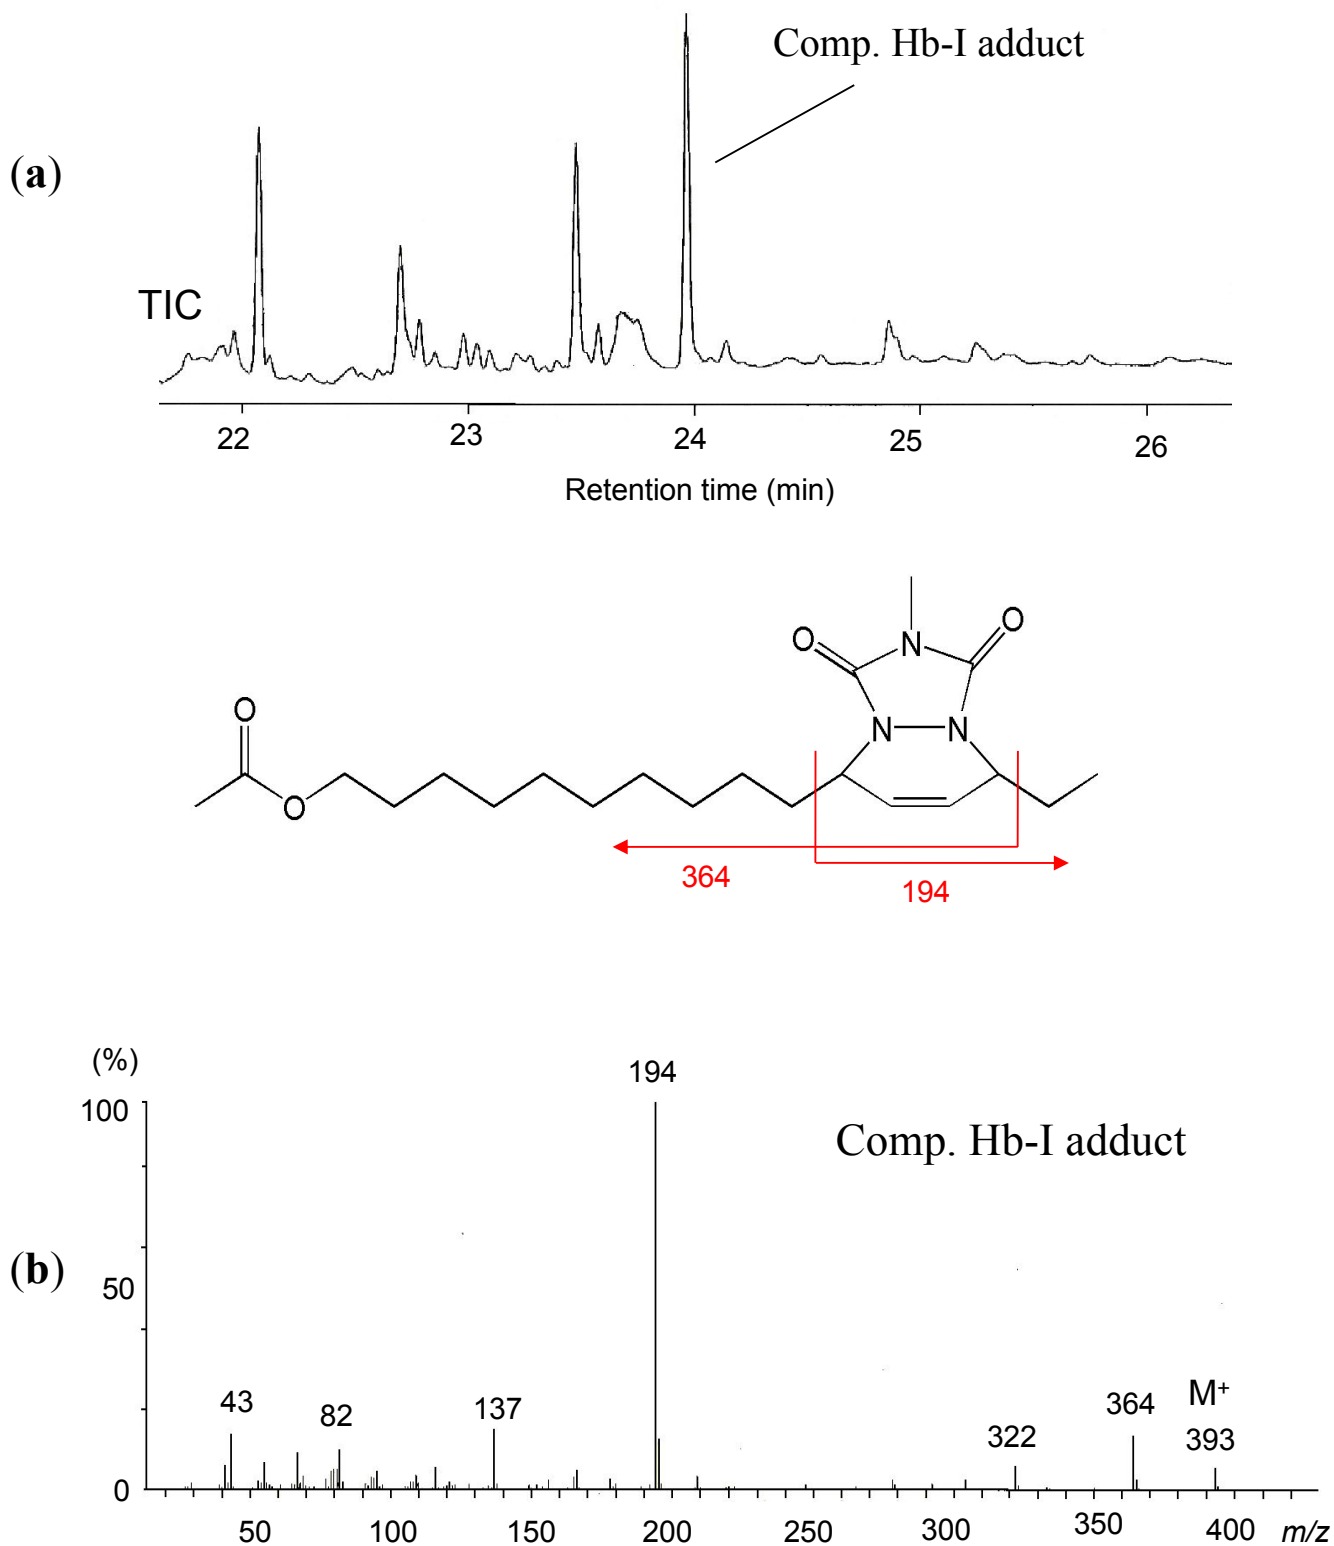 Comp. Hb-I adduct
(a)
TIC
22 23 24 25 26
Retention time (min)
O N O
O N N
O
364 194
(%)
194
100
Comp. Hb-I adduct
(b)
50
43 82 137 322 364 M+ 393
0
50 100 150 200 250 300 350 400 m/z